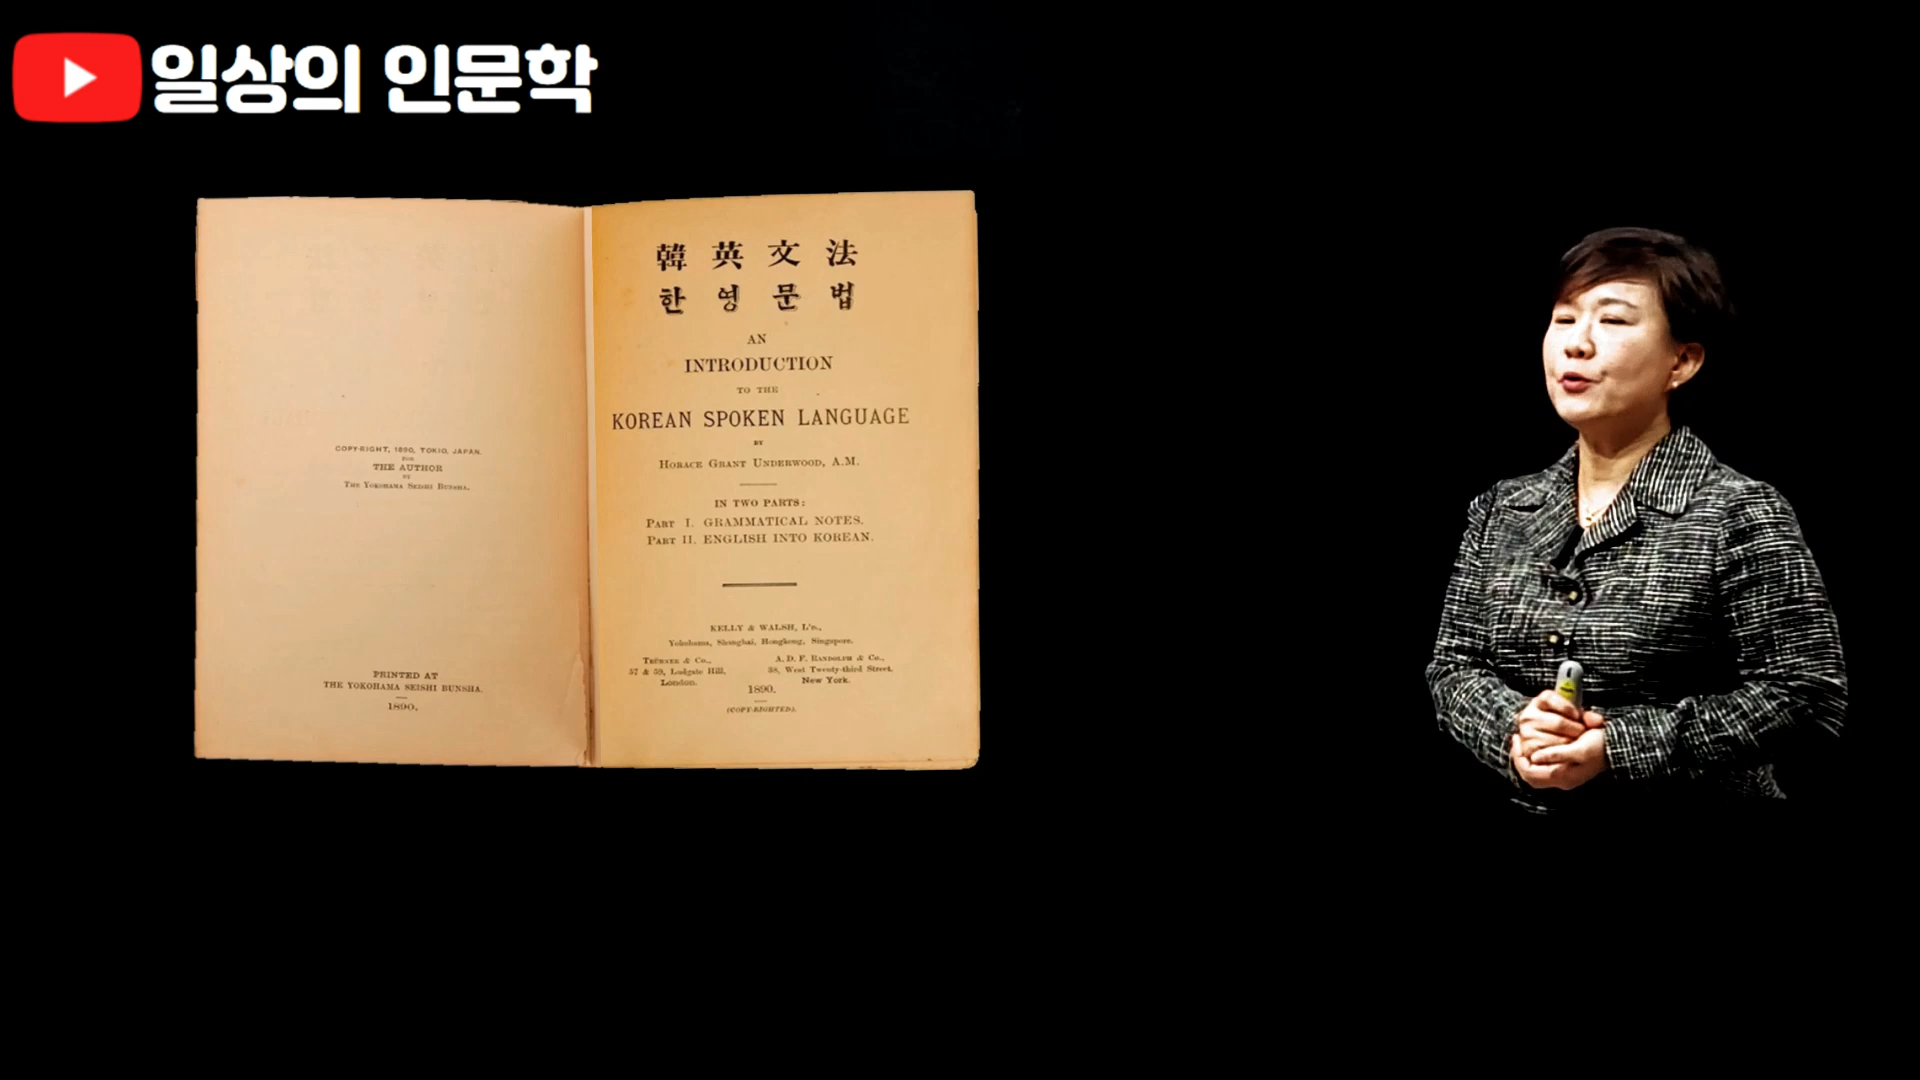 일상의 인문학
COPY-RIGHT, 1890, TOKIO, JAPAN.
FOR
THE AUTHOR
BY
THE YOKOHAMA SEISHI BUNSHA.
PRINTED AT
THE YOKOHAMA SEISHI BUNSHA.
1890.
韓英文法
한영문법
AN
INTRODUCTION
TO THE
KOREAN SPOKEN LANGUAGE
BY
HORACE GRANT UNDERWOOD, A.M.
IN TWO PARTS:
PART I. GRAMMATICAL NOTES.
PART II. ENGLISH INTO KOREAN.
KELLY & WALSH, L'D.,
Yokohama, Shanghai, Hongkong, Singapore.
TRÜBNER & CO.,
57 & 59, Ludgate Hill,
London.
A. D. F. RANDOLPH & CO.,
38, West Twenty-third Street,
New York.
1890.
(COPY-RIGHTED).